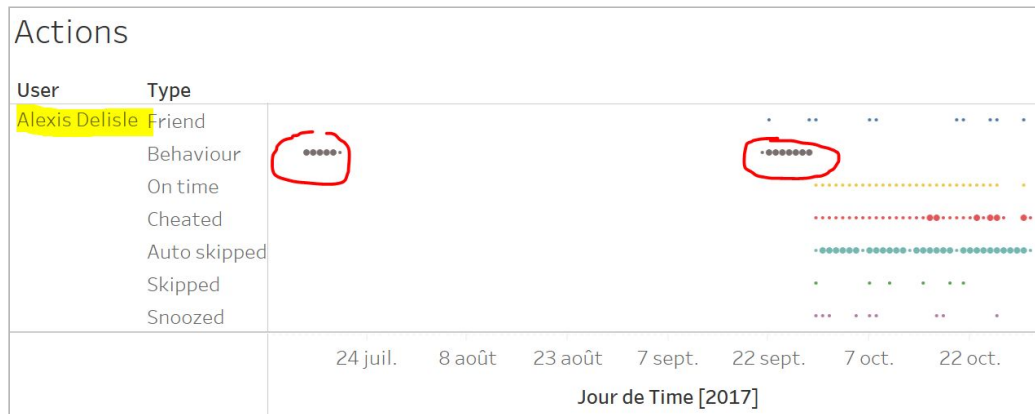 Actions
User Type
Alexis Delisle Friend
Behaviour
On time
Cheated
Auto skipped
Skipped
Snoozed
24 juil. 8 août 23 août 7 sept. 22 sept. 7 oct. 22 oct.
Jour de Time [2017]